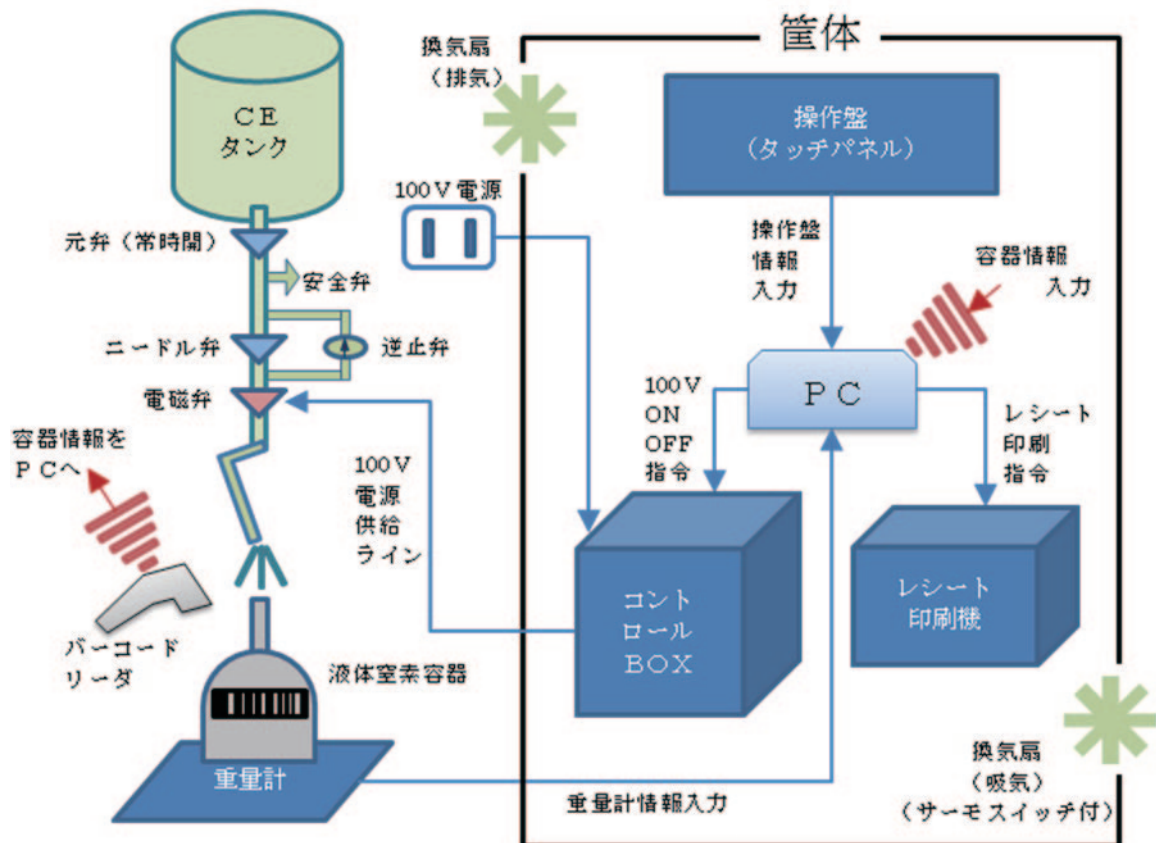 筐体
換気扇
（排気）
CE
タンク
操作盤
（タッチパネル）
100V電源
元弁（常時開）
安全弁
操作盤
情報
入力
容器情報
入力
ニードル弁
逆止弁
電磁弁
PC
100V
ON
OFF
指令
レシート
印刷
指令
容器情報を
PCへ
100V
電源
供給
ライン
コント
ロール
BOX
レシート
印刷機
バーコード
リーダ
液体窒素容器
重量計
重量計情報入力
換気扇
（吸気）
（サーモスイッチ付）